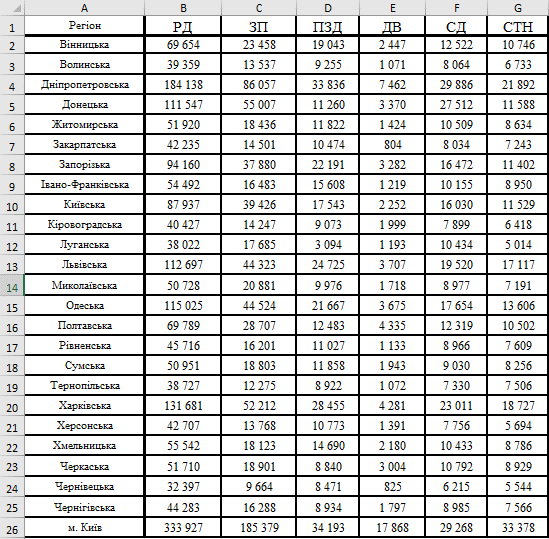 A B C D E F G
1 Регіон РД ЗП ПЗД ДВ СД СТН
2 Вінницька 69 654 23 458 19 043 2 447 12 522 10 746
3 Волинська 39 359 13 537 9 255 1 071 8 064 6 733
4 Дніпропетровська 184 138 86 057 33 836 7 462 29 886 21 892
5 Донецька 111 547 55 007 11 260 3 370 27 512 11 588
6 Житомирська 51 920 18 436 11 822 1 424 10 509 8 634
7 Закарпатська 42 235 14 501 10 474 804 8 034 7 243
8 Запорізька 94 160 37 880 22 191 3 282 16 472 11 402
9 Івано-Франківська 54 492 16 483 15 608 1 219 10 155 8 950
10 Київська 87 937 39 426 17 543 2 252 16 030 11 529
11 Кіровоградська 40 427 14 247 9 073 1 999 7 899 6 418
12 Луганська 38 022 17 685 3 094 1 193 10 434 5 014
13 Львівська 112 697 44 323 24 725 3 707 19 520 17 117
14 Миколаївська 50 728 20 881 9 976 1 718 8 977 7 191
15 Одеська 115 025 44 524 21 667 3 675 17 654 13 606
16 Полтавська 69 789 28 707 12 483 4 335 12 319 10 502
17 Рівненська 45 716 16 201 11 027 1 133 8 966 7 609
18 Сумська 50 951 18 803 11 858 1 943 9 030 8 256
19 Тернопільська 38 727 12 275 8 922 1 072 7 330 7 506
20 Харківська 131 681 52 212 28 455 4 281 23 011 18 727
21 Херсонська 42 707 13 768 10 773 1 391 7 756 5 694
22 Хмельницька 55 542 18 123 14 690 2 180 10 433 8 786
23 Черкаська 51 710 18 901 8 840 3 004 10 792 8 929
24 Чернівецька 32 397 9 664 8 471 825 6 215 5 544
25 Чернігівська 44 283 16 288 8 934 1 797 8 985 7 566
26 м. Київ 333 927 185 379 34 193 17 868 29 268 33 378